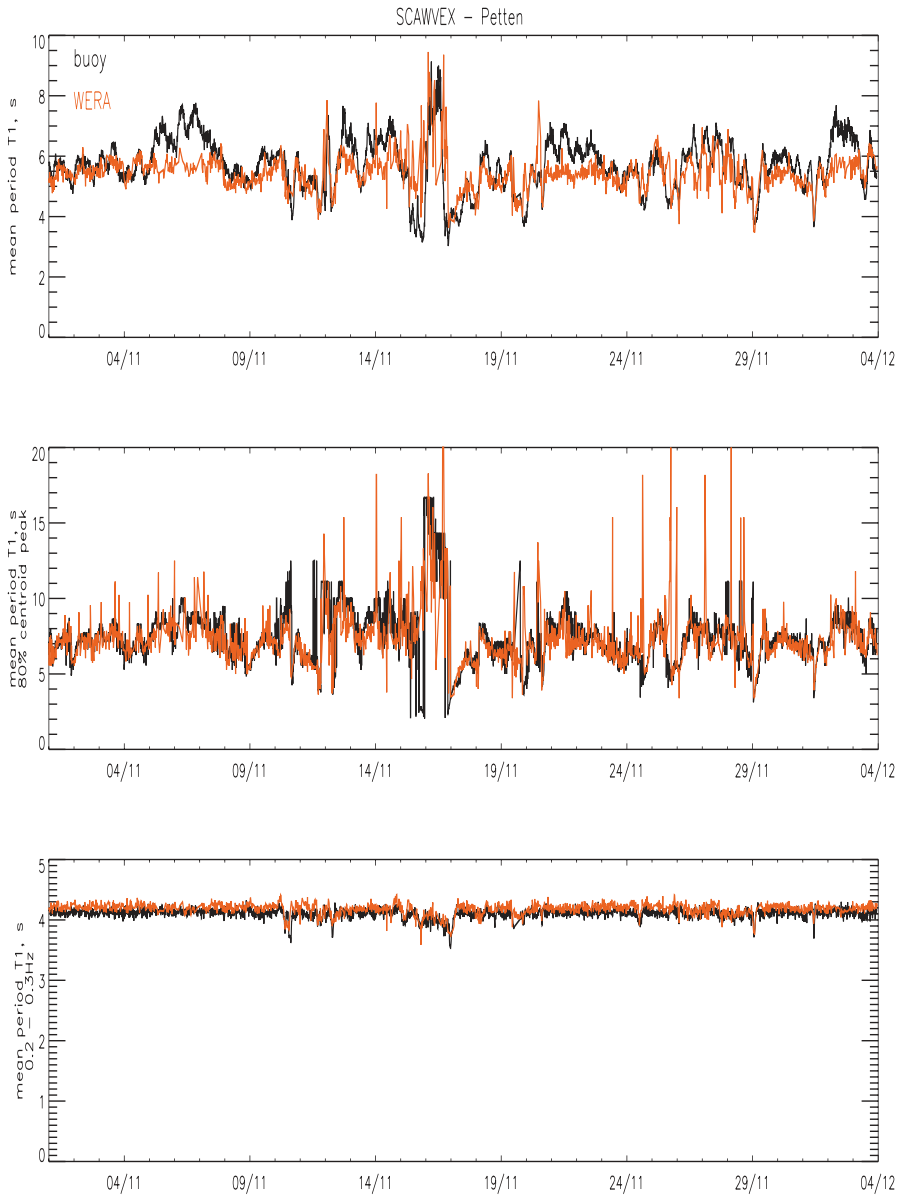 SCAWVEX – Petten
buoy
WERA
mean period T1, s
10
8
6
4
2
0
04/11 09/11 14/11 19/11 24/11 29/11 04/12
mean period T1,s
80% centroid peak
20
15
10
5
0
04/11 09/11 14/11 19/11 24/11 29/11 04/12
mean period T1, s
0.2 – 0.3Hz
5
4
3
2
1
0
04/11 09/11 14/11 19/11 24/11 29/11 04/12